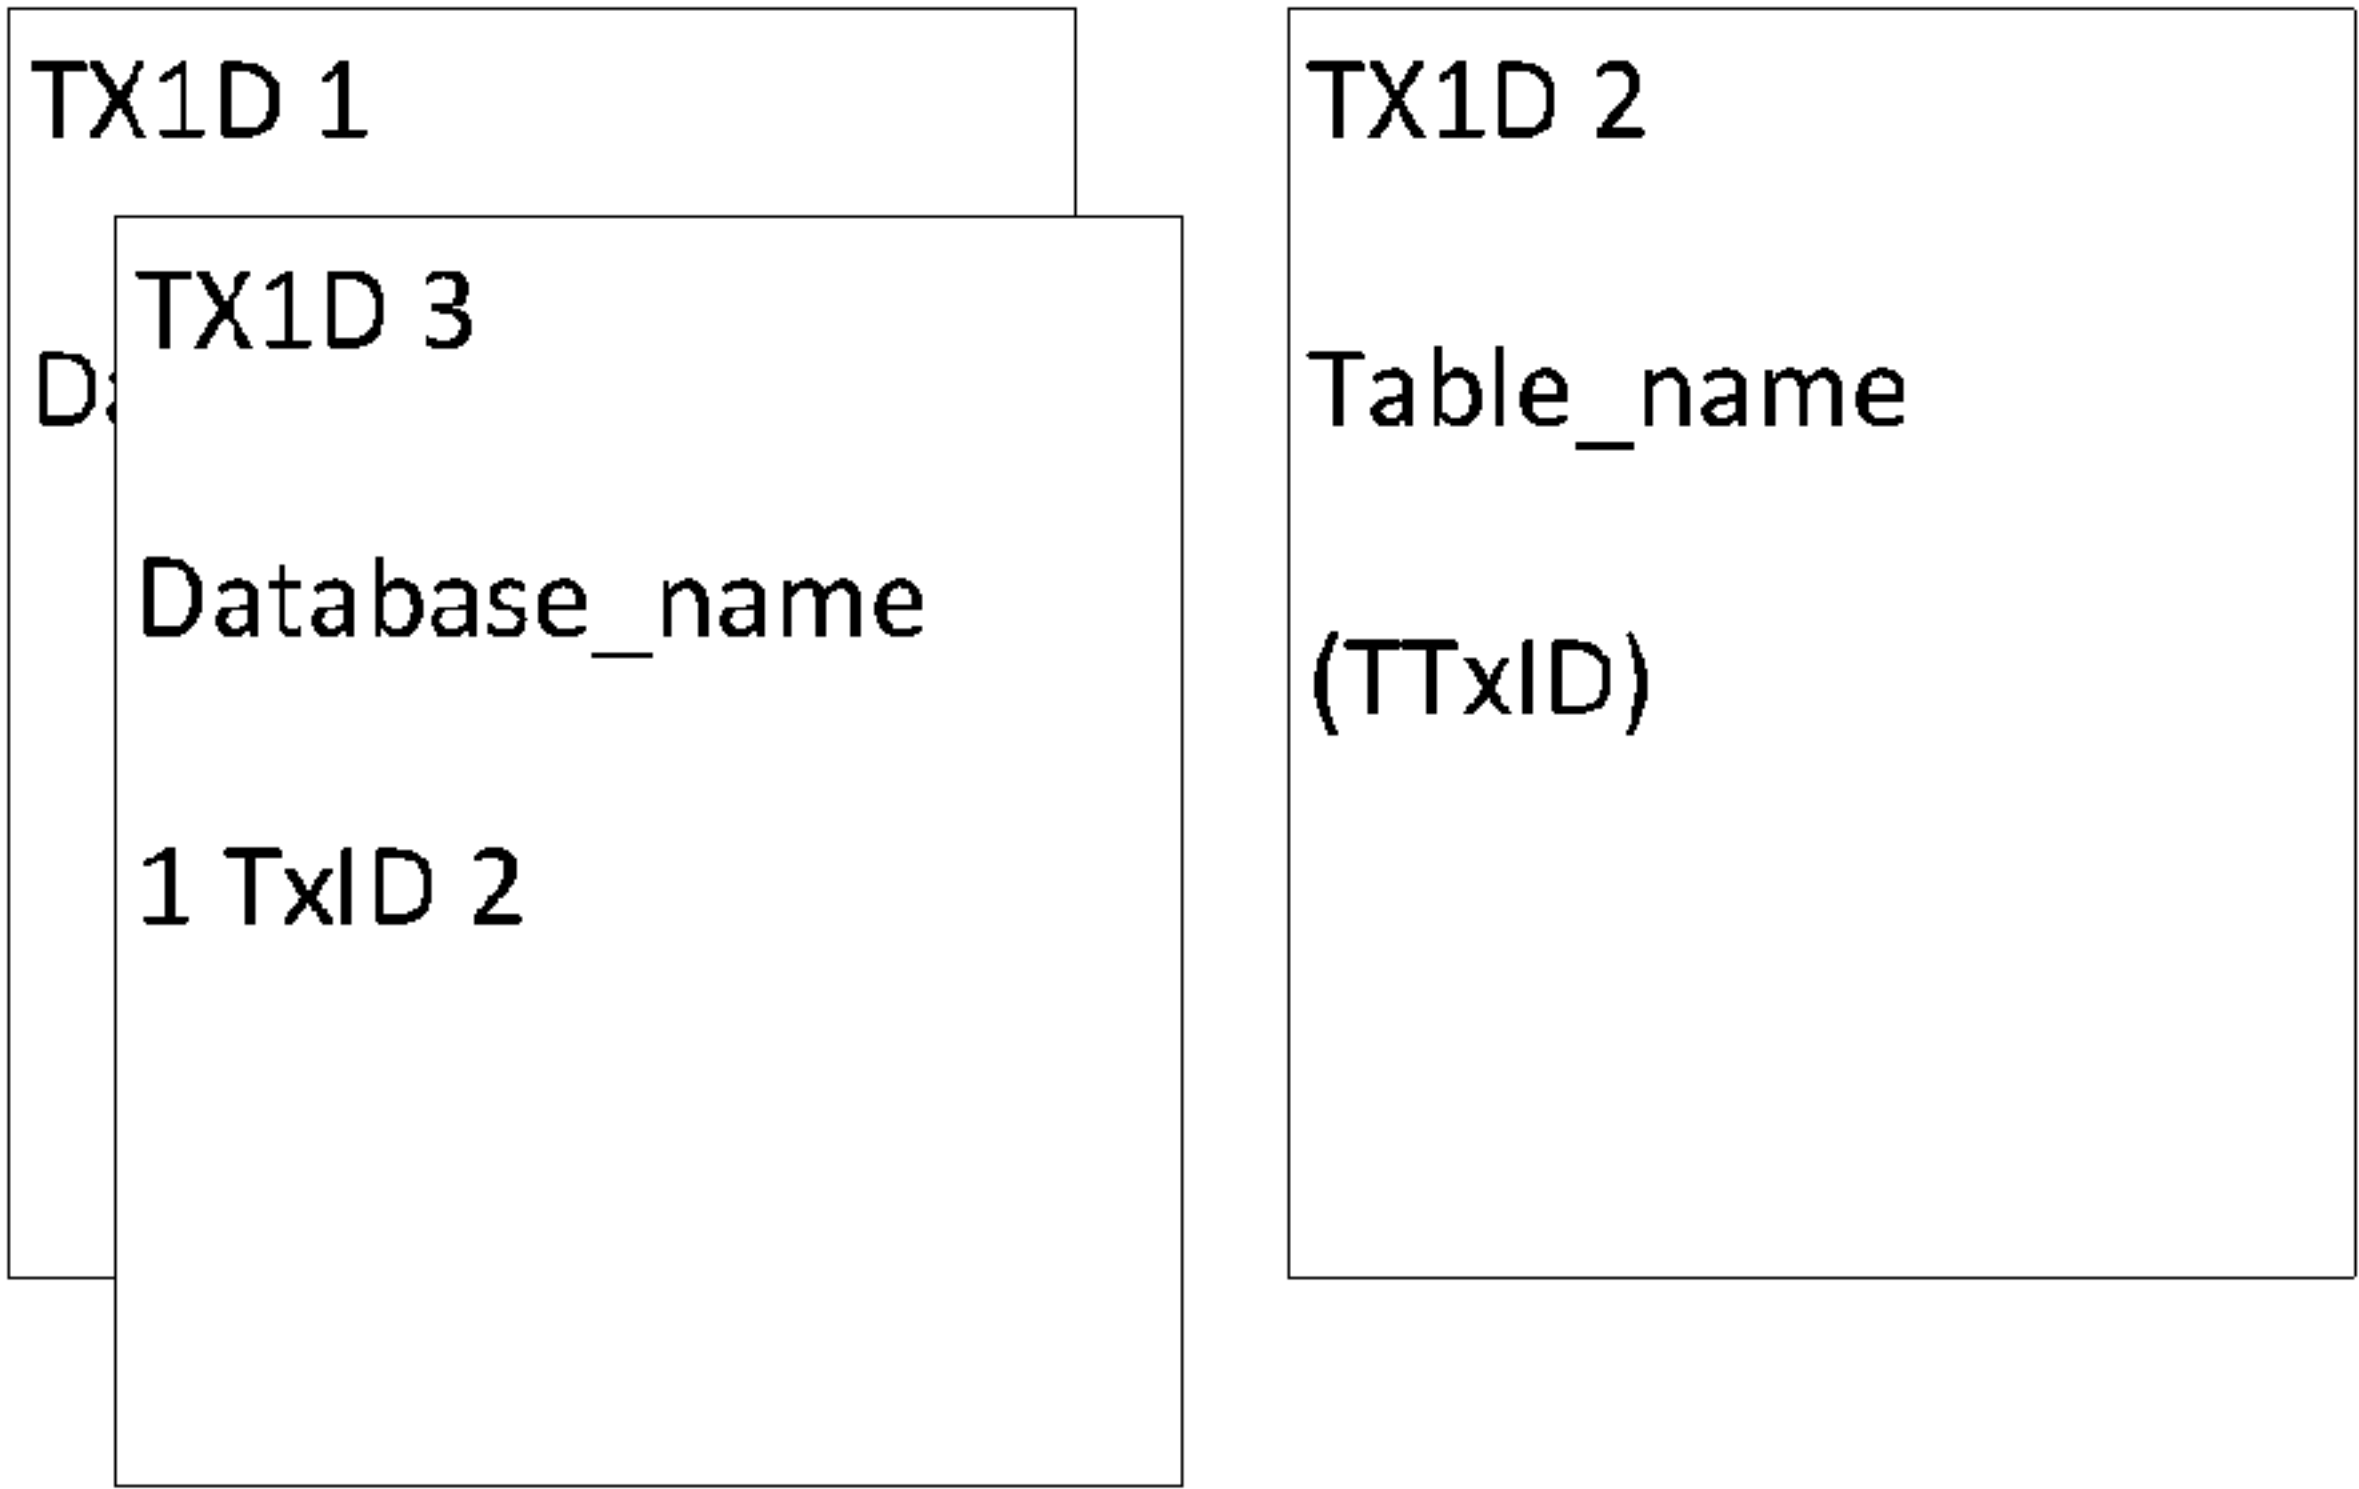 TX1D 1
TX1D 3
Database_name
1 TxID 2
TX1D 2
Table_name
(TTxID)